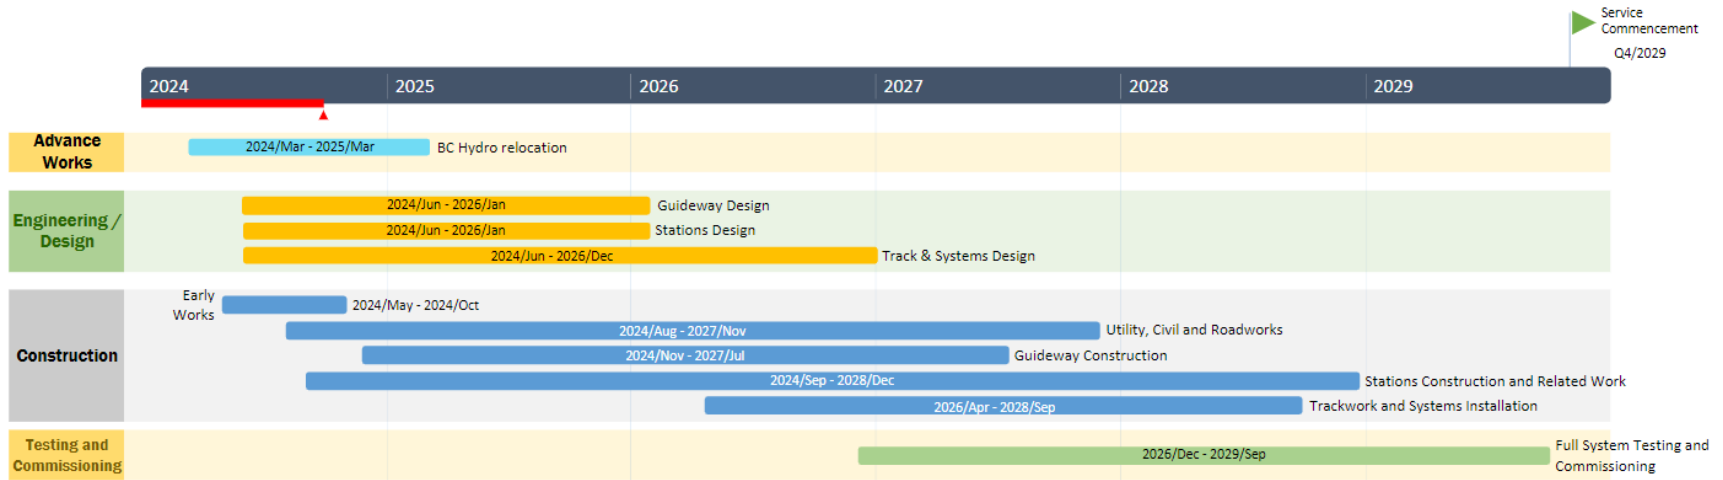 Service
Commencement
Q4/2029
2024 2025 2026 2027 2028 2029
Advance
Works
2024/Mar - 2025/Mar BC Hydro relocation
Engineering /
Design
2024/Jun - 2026/Jan Guideway Design
2024/Jun - 2026/Jan Stations Design
2024/Jun - 2026/Dec Track & Systems Design
Construction
Early
Works
2024/May - 2024/Oct
2024/Aug - 2027/Nov Utility, Civil and Roadworks
2024/Nov - 2027/Jul Guideway Construction
2024/Sep - 2028/Dec Stations Construction and Related Work
2026/Apr - 2028/Sep Trackwork and Systems Installation
Testing and
Commissioning
2026/Dec - 2029/Sep
Full System Testing and
Commissioning